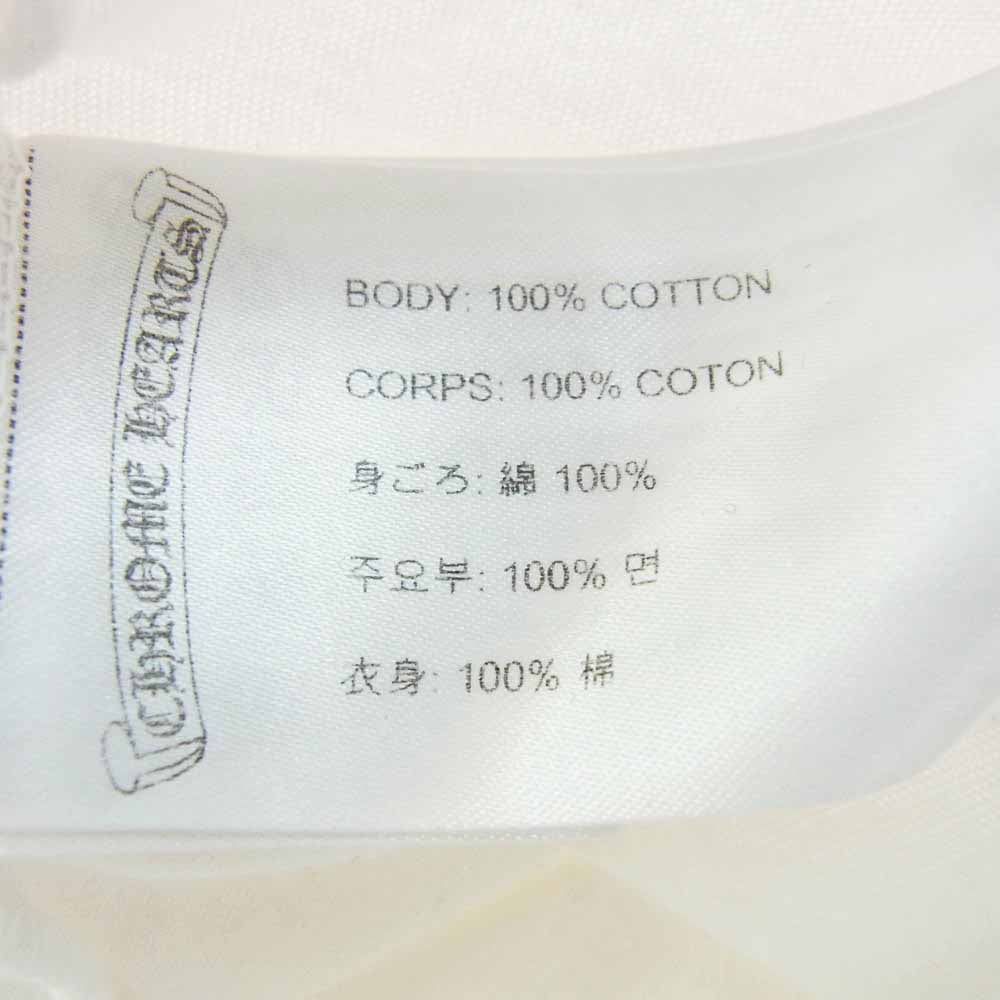 CHROME HEARTS
BODY: 100% COTTON
CORPS: 100% COTON
身ごろ: 綿 100%
주요부: 100% 면
衣身: 100% 棉